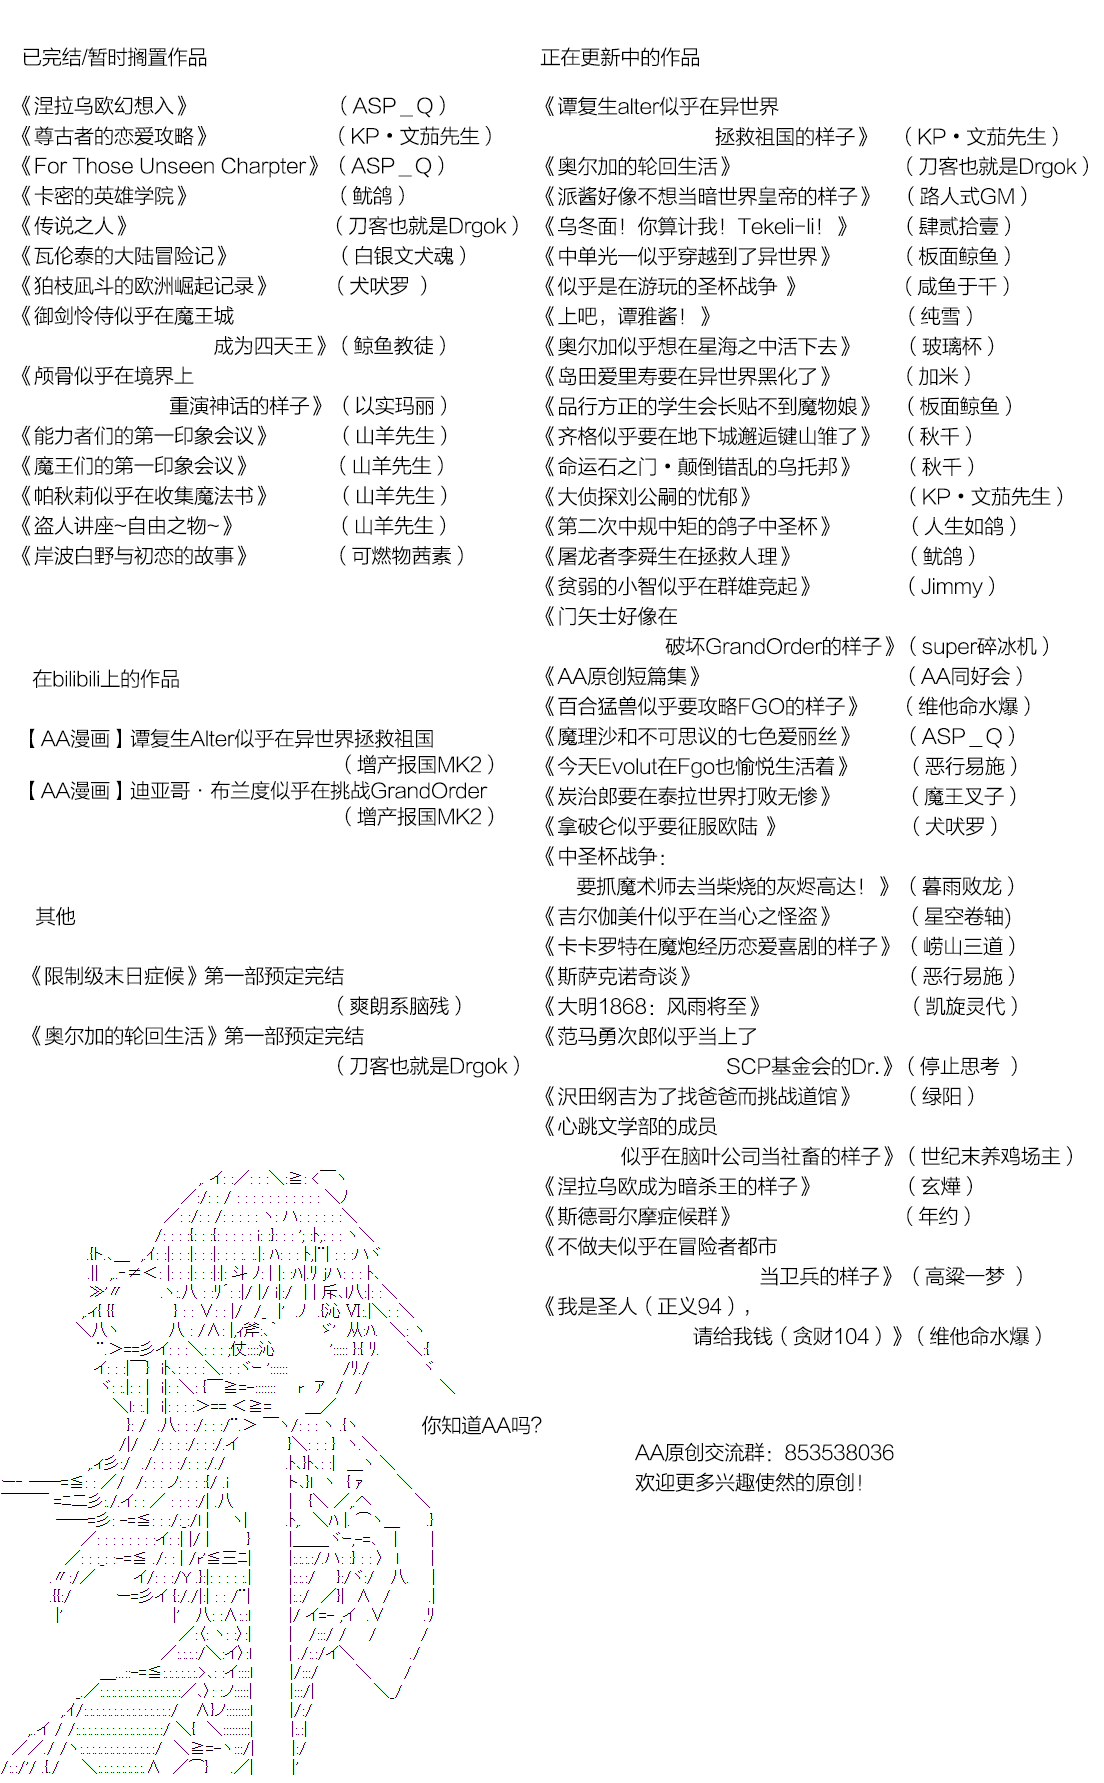 已完结/暂时搁置作品
《涅拉乌欧幻想入》 （ASP_Q）
《尊古者的恋爱攻略》 （KP·文茄先生）
《For Those Unseen Charpter》（ASP_Q）
《卡密的英雄学院》 （鱿鸽）
《传说之人》 （刀客也就是Drgok）
《瓦伦泰的大陆冒险记》 （白银文犬魂）
《狛枝凪斗的欧洲崛起记录》 （犬吠罗 ）
《御剑怜侍似乎在魔王城
成为四天王》（鲸鱼教徒）
《颅骨似乎在境界上
重演神话的样子》（以实玛丽）
《能力者们的第一印象会议》 （山羊先生）
《魔王们的第一印象会议》 （山羊先生）
《帕秋莉似乎在收集魔法书》 （山羊先生）
《盗人讲座~自由之物~》 （山羊先生）
《岸波白野与初恋的故事》 （可燃物茜素）
在bilibili上的作品
【AA漫画】谭复生Alter似乎在异世界拯救祖国
（增产报国MK2）
【AA漫画】迪亚哥·布兰度似乎在挑战GrandOrder
（增产报国MK2）
其他
《限制级末日症候》第一部预定完结
（爽朗系脑残）
《奥尔加的轮回生活》第一部预定完结
（刀客也就是Drgok）
正在更新中的作品
《谭复生alter似乎在异世界
拯救祖国的样子》 （KP·文茄先生）
《奥尔加的轮回生活》 （刀客也就是Drgok）
《派酱好像不想当暗世界皇帝的样子》（路人式GM）
《乌冬面！你算计我！Tekeli-li！》 （肆贰拾壹）
《中单光一似乎穿越到了异世界》 （板面鲸鱼）
《似乎是在游玩的圣杯战争 》 （咸鱼于千）
《上吧，谭雅酱！》 （纯雪）
《奥尔加似乎想在星海之中活下去》 （玻璃杯）
《岛田爱里寿要在异世界黑化了》 （加米）
《品行方正的学生会长贴不到魔物娘》 （板面鲸鱼）
《齐格似乎要在地下城邂逅键山雏了》 （秋千）
《命运石之门·颠倒错乱的乌托邦》 （秋千）
《大侦探刘公嗣的忧郁》 （KP·文茄先生）
《第二次中规中矩的鸽子中圣杯》 （人生如鸽）
《屠龙者李舜生在拯救人理》 （鱿鸽）
《贫弱的小智似乎在群雄竞起》 （Jimmy）
《门矢士好像在
破坏GrandOrder的样子》（super碎冰机）
《AA原创短篇集》 （AA同好会）
《百合猛兽似乎要攻略FGO的样子》 （维他命水爆）
《魔理沙和不可思议的七色爱丽丝》 （ASP_Q）
《今天Evolut在Fgo也愉悦生活着》 （恶行易施）
《炭治郎要在泰拉世界打败无惨》 （魔王叉子）
《拿破仑似乎要征服欧陆 》 （犬吠罗）
《中圣杯战争：
要抓魔术师去当柴烧的灰烬高达！》（暮雨败龙）
《吉尔伽美什似乎在当心之怪盗》 （星空卷轴)
《卡卡罗特在魔炮经历恋爱喜剧的样子》（崂山三道）
《斯萨克诺奇谈》 （恶行易施）
《大明1868：风雨将至》 （凯旋灵代）
《范马勇次郎似乎当上了
SCP基金会的Dr.》（停止思考 ）
《沢田纲吉为了找爸爸而挑战道馆》 （绿阳）
《心跳文学部的成员
似乎在脑叶公司当社畜的样子》（世纪末养鸡场主）
《涅拉乌欧成为暗杀王的样子》 （玄燁）
《斯德哥尔摩症候群》 （年约）
《不做夫似乎在冒险者都市
当卫兵的样子》（高粱一梦 ）
《我是圣人（正义94），
请给我钱（贪财104）》（维他命水爆）
你知道AA吗？
AA原创交流群：853538036
欢迎更多兴趣使然的原创！